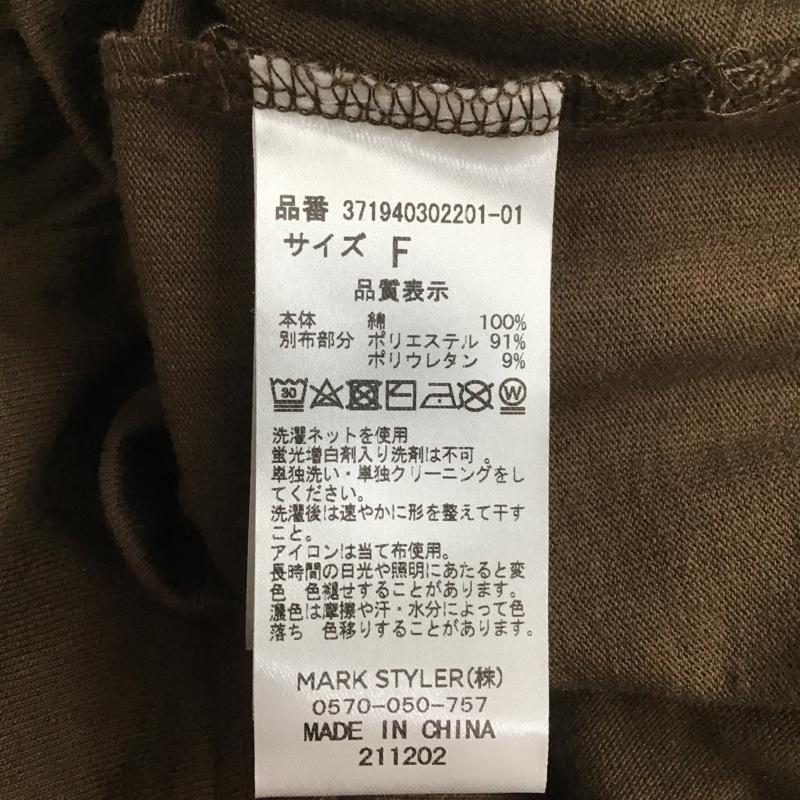 品番 371940302201-01
サイズ F
品質表示
本体 綿 100%
別布部分 ポリエステル 91%
ポリウレタン 9%
30 W
洗濯ネットを使用
蛍光増白剤入り洗剤は不可。
単独洗い・単独クリーニングをし
てください。
洗濯後は速やかに形を整えて干す
こと。
アイロンは当て布使用。
長時間の日光や照明にあたると変
色 色褪せすることがあります。
濃色は摩擦や汗・水分によって色
落ち 色移りすることがあります。
MARK STYLER(株)
0570-050-757
MADE IN CHINA
211202